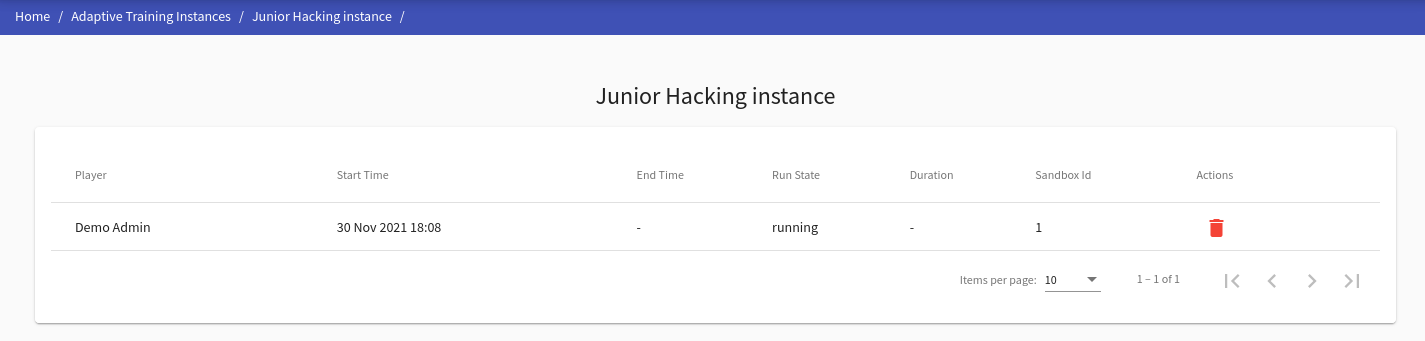 Home / Adaptive Training Instances / Junior Hacking instance /
Junior Hacking instance
Player Start Time End Time Run State Duration Sandbox Id Actions
Demo Admin 30 Nov 2021 18:08 - running - 1
Items per page: 10 1 – 1 of 1